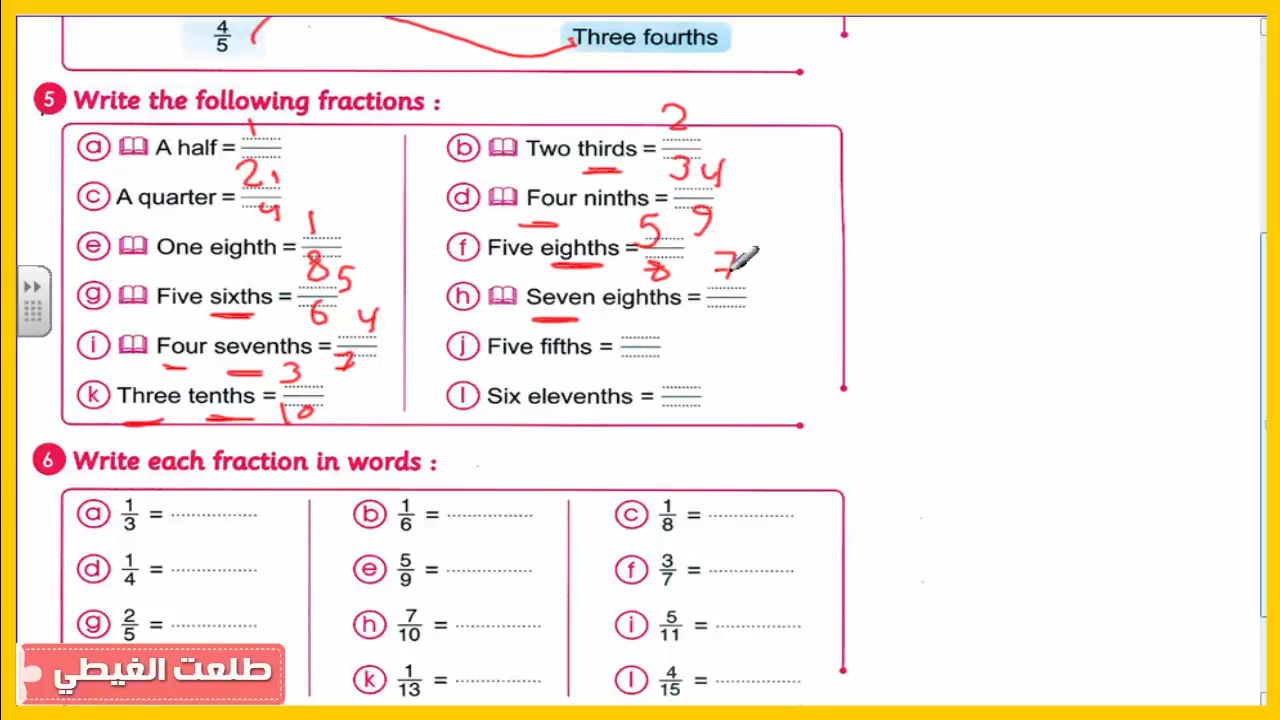 4/5
Three fourths
5 Write the following fractions :
a A half = 1/2
b Two thirds = 2/3
c A quarter = 1/4
d Four ninths = 4/9
e One eighth = 1/8
f Five eighths = 5/8
g Five sixths = 5/6
h Seven eighths = 7
i Four sevenths = 4/7
j Five fifths =
k Three tenths = 3/10
l Six elevenths =
6 Write each fraction in words :
a 1/3 =
b 1/6 =
c 1/8 =
d 1/4 =
e 5/9 =
f 3/7 =
g 2/5 =
h 7/10 =
i 5/11 =
k 1/13 =
l 4/15 =
طلعت الغيطي